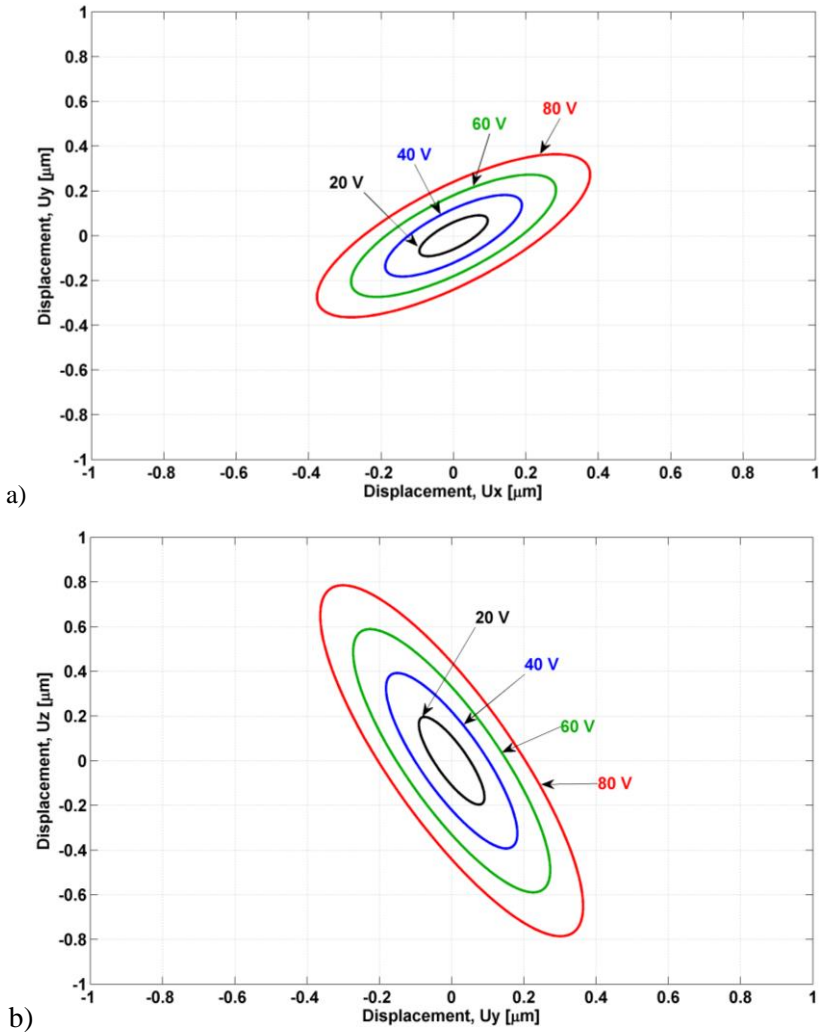 1
0.8
0.6
0.4
0.2
0
-0.2
-0.4
-0.6
-0.8
-1
Displacement, Uy [μm]
80 V
60 V
40 V
20 V
-1 -0.8 -0.6 -0.4 -0.2 0 0.2 0.4 0.6 0.8 1
Displacement, Ux [μm]
a)
1
0.8
0.6
0.4
0.2
0
-0.2
-0.4
-0.6
-0.8
-1
Displacement, Uz [μm]
20 V
40 V
60 V
80 V
-1 -0.8 -0.6 -0.4 -0.2 0 0.2 0.4 0.6 0.8 1
Displacement, Uy [μm]
b)